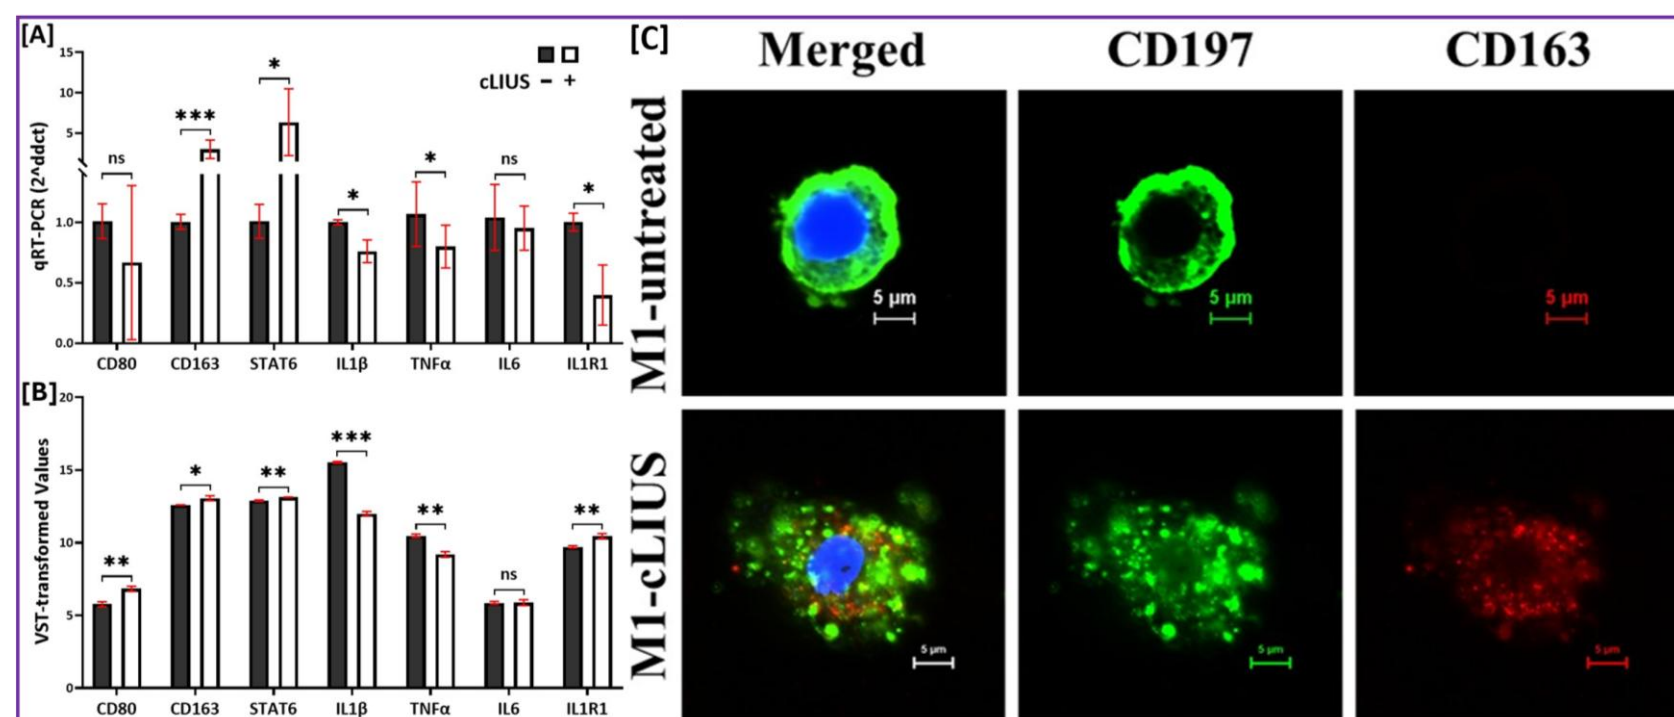 [A]
qRT-PCR (2^ddct)
15
10
5
1.0
0.5
0.0
cLIUS − +
ns
***
*
*
*
ns
*
CD80 CD163 STAT6 IL1β TNFα IL6 IL1R1
[B]
VST-transformed Values
20
15
10
5
0
**
*
**
***
**
ns
**
CD80 CD163 STAT6 IL1β TNFα IL6 IL1R1
[C]
Merged CD197 CD163
M1-untreated
5 µm 5 µm 5 µm
M1-cLIUS
5 µm 5 µm 5 µm